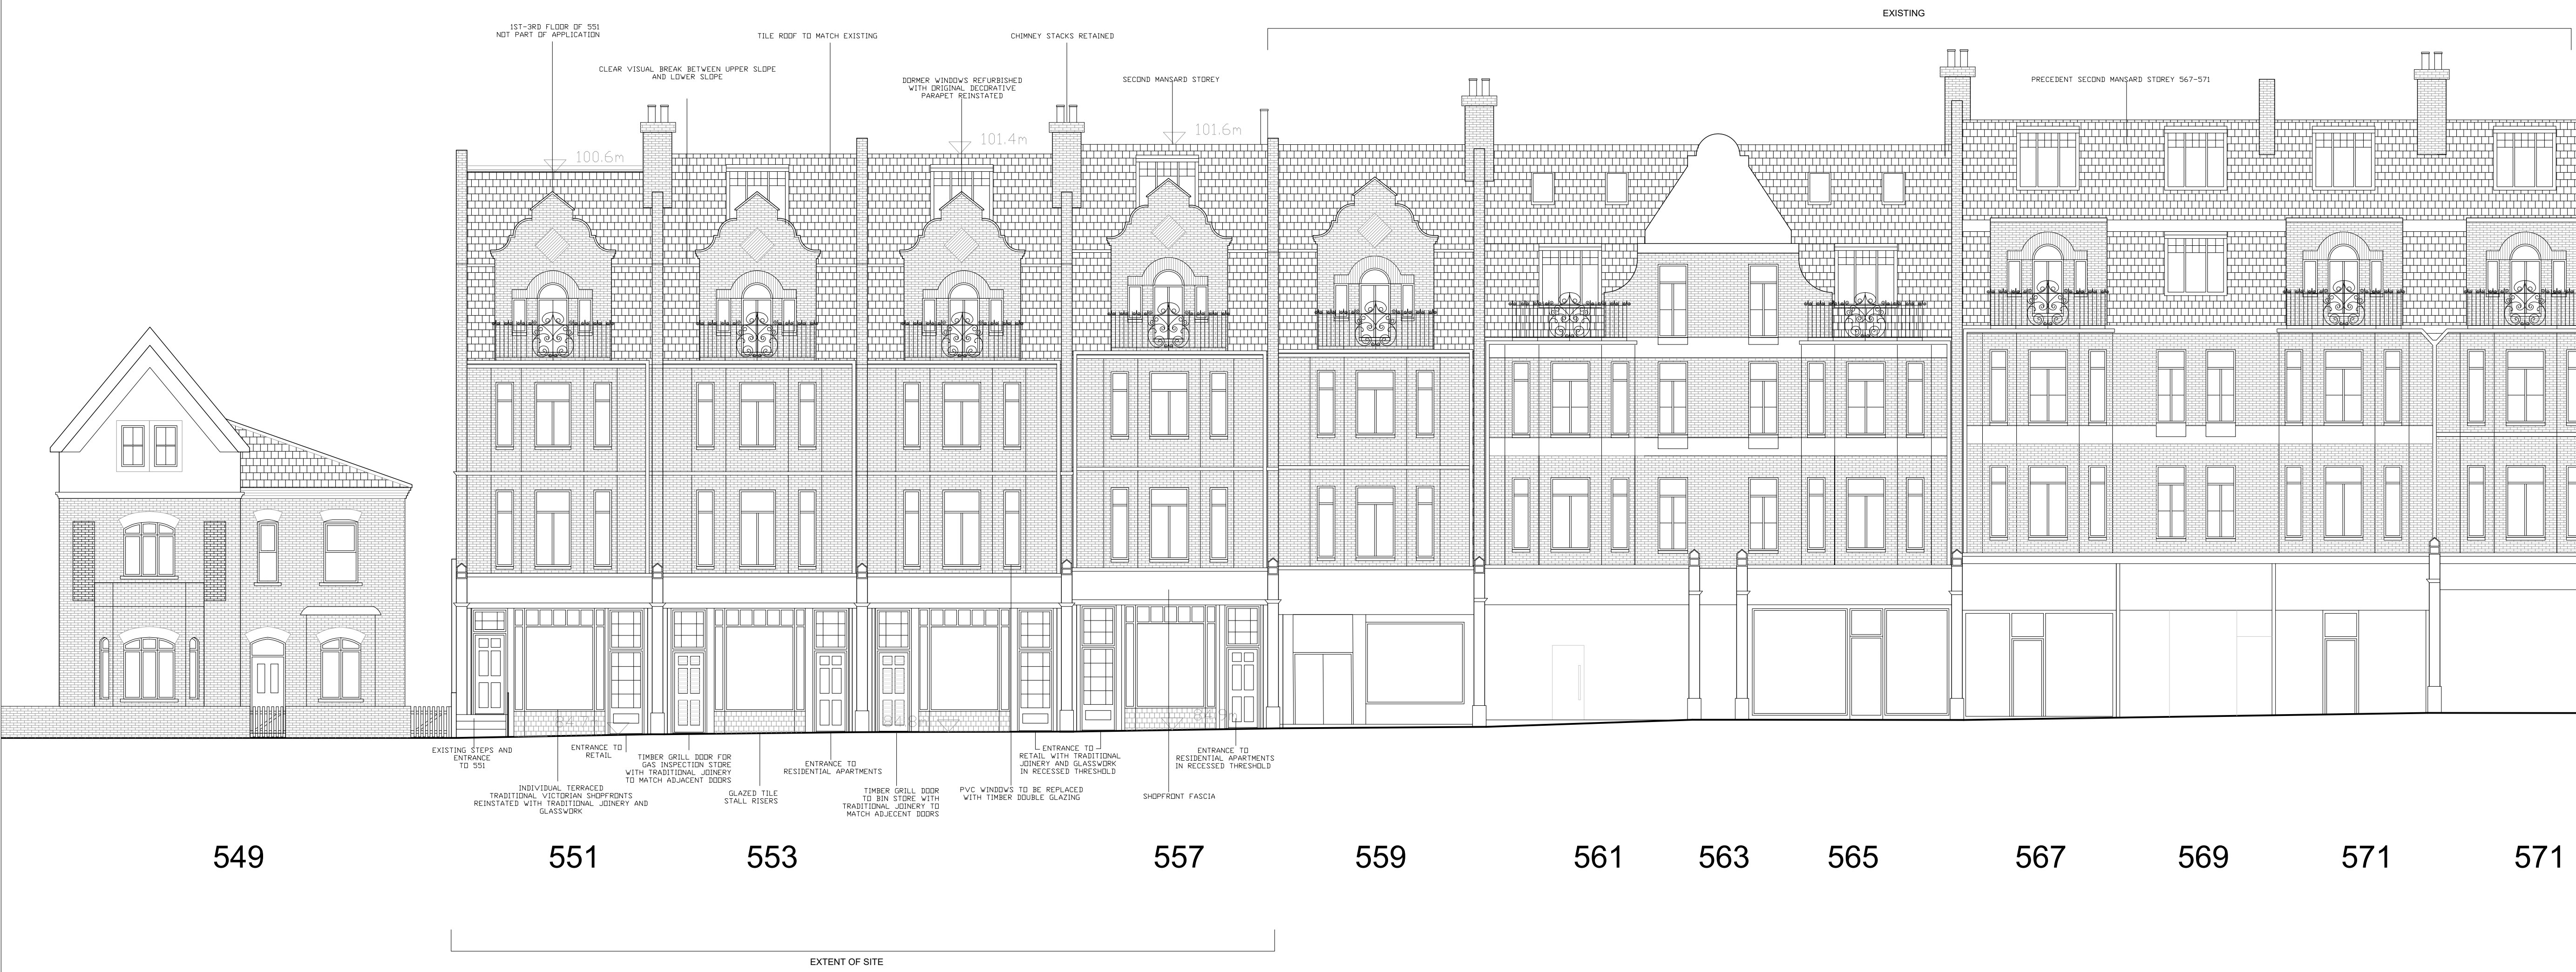 EXISTING
1ST-3RD FLOOR OF 551
NOT PART OF APPLICATION
TILE ROOF TO MATCH EXISTING
CHIMNEY STACKS RETAINED
CLEAR VISUAL BREAK BETWEEN UPPER SLOPE
AND LOWER SLOPE
DORMER WINDOWS REFURBISHED
WITH ORIGINAL DECORATIVE
PARAPET REINSTATED
SECOND MANSARD STOREY
PRECEDENT SECOND MANSARD STOREY 567-571
100.6m
101.4m
101.6m
84.7m
84.8m
84.9m
EXISTING STEPS AND
ENTRANCE
TO 551
INDIVIDUAL TERRACED
TRADITIONAL VICTORIAN SHOPFRONTS
REINSTATED WITH TRADITIONAL JOINERY AND
GLASSWORK
ENTRANCE TO
RETAIL
TIMBER GRILL DOOR FOR
GAS INSPECTION STORE
WITH TRADITIONAL JOINERY
TO MATCH ADJACENT DOORS
GLAZED TILE
STALL RISERS
ENTRANCE TO
RESIDENTIAL APARTMENTS
TIMBER GRILL DOOR
TO BIN STORE WITH
TRADITIONAL JOINERY TO
MATCH ADJECENT DOORS
PVC WINDOWS TO BE REPLACED
WITH TIMBER DOUBLE GLAZING
ENTRANCE TO
RETAIL WITH TRADITIONAL
JOINERY AND GLASSWORK
IN RECESSED THRESHOLD
SHOPFRONT FASCIA
ENTRANCE TO
RESIDENTIAL APARTMENTS
IN RECESSED THRESHOLD
549
551
553
557
559
561
563
565
567
569
571
571
EXTENT OF SITE